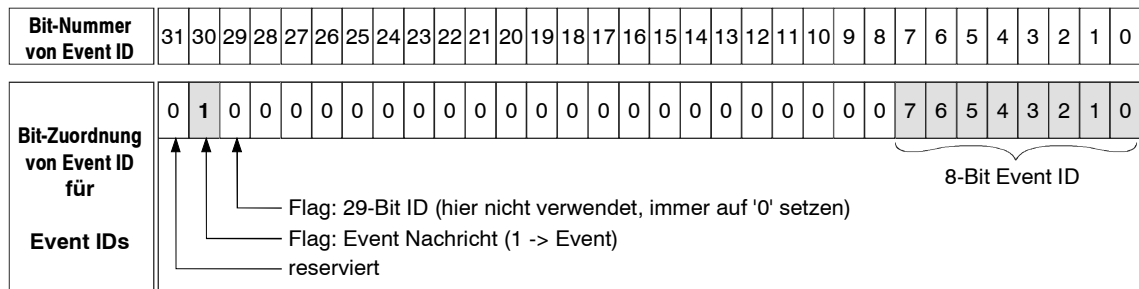 Bit-Nummer
von Event ID
31 30 29 28 27 26 25 24 23 22 21 20 19 18 17 16 15 14 13 12 11 10 9 8 7 6 5 4 3 2 1 0
Bit-Zuordnung
von Event ID
für
Event IDs
0 1 0 0 0 0 0 0 0 0 0 0 0 0 0 0 0 0 0 0 0 0 0 0 7 6 5 4 3 2 1 0
8-Bit Event ID
Flag: 29-Bit ID (hier nicht verwendet, immer auf '0' setzen)
Flag: Event Nachricht (1 -> Event)
reserviert